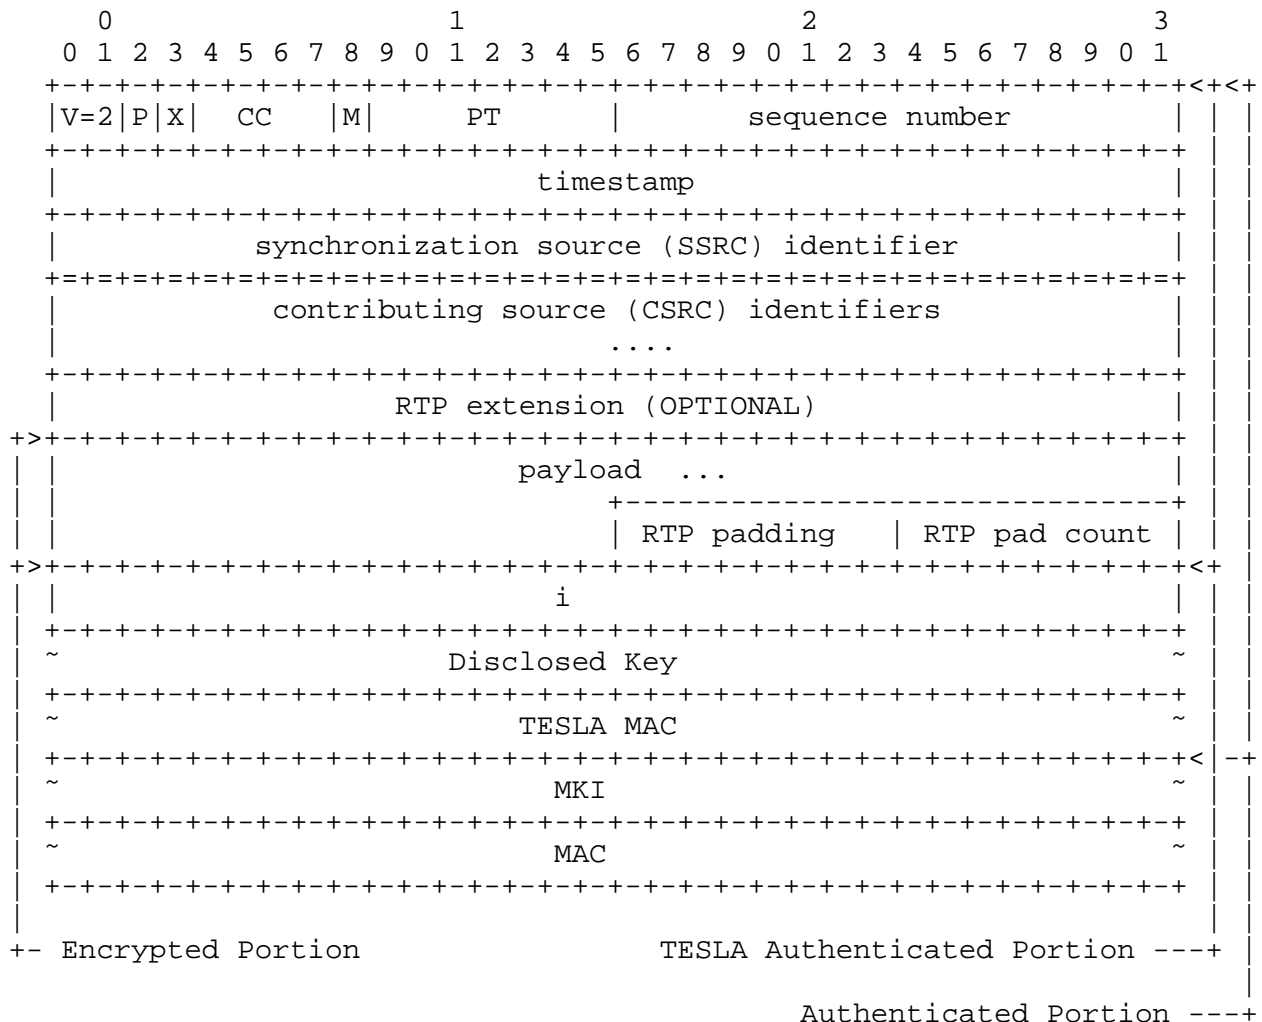 0                   1                   2                   3
0 1 2 3 4 5 6 7 8 9 0 1 2 3 4 5 6 7 8 9 0 1 2 3 4 5 6 7 8 9 0 1
+-+-+-+-+-+-+-+-+-+-+-+-+-+-+-+-+-+-+-+-+-+-+-+-+-+-+-+-+-+-+-+-+<+<+
|V=2|P|X|  CC   |M|     PT      |       sequence number         | | |
+-+-+-+-+-+-+-+-+-+-+-+-+-+-+-+-+-+-+-+-+-+-+-+-+-+-+-+-+-+-+-+-+ | |
|                           timestamp                           | | |
+-+-+-+-+-+-+-+-+-+-+-+-+-+-+-+-+-+-+-+-+-+-+-+-+-+-+-+-+-+-+-+-+ | |
|           synchronization source (SSRC) identifier            | | |
+=+=+=+=+=+=+=+=+=+=+=+=+=+=+=+=+=+=+=+=+=+=+=+=+=+=+=+=+=+=+=+=+ | |
|            contributing source (CSRC) identifiers             | | |
|                               ....                            | | |
+-+-+-+-+-+-+-+-+-+-+-+-+-+-+-+-+-+-+-+-+-+-+-+-+-+-+-+-+-+-+-+-+ | |
|                   RTP extension (OPTIONAL)                    | | |
+>+-+-+-+-+-+-+-+-+-+-+-+-+-+-+-+-+-+-+-+-+-+-+-+-+-+-+-+-+-+-+-+-+ | |
| |                          payload  ...                         | | |
| |                               +-------------------------------+ | |
| |                               | RTP padding   | RTP pad count | | |
+>+-+-+-+-+-+-+-+-+-+-+-+-+-+-+-+-+-+-+-+-+-+-+-+-+-+-+-+-+-+-+-+-+<+ |
| |                            i                                  | | |
| +-+-+-+-+-+-+-+-+-+-+-+-+-+-+-+-+-+-+-+-+-+-+-+-+-+-+-+-+-+-+-+-+ | |
| ~                      Disclosed Key                            ~ | |
| +-+-+-+-+-+-+-+-+-+-+-+-+-+-+-+-+-+-+-+-+-+-+-+-+-+-+-+-+-+-+-+-+ | |
| ~                          TESLA MAC                            ~ | |
| +-+-+-+-+-+-+-+-+-+-+-+-+-+-+-+-+-+-+-+-+-+-+-+-+-+-+-+-+-+-+-+-+<|-+
| ~                            MKI                                ~ | |
| +-+-+-+-+-+-+-+-+-+-+-+-+-+-+-+-+-+-+-+-+-+-+-+-+-+-+-+-+-+-+-+-+ | |
| ~                            MAC                                ~ | |
| +-+-+-+-+-+-+-+-+-+-+-+-+-+-+-+-+-+-+-+-+-+-+-+-+-+-+-+-+-+-+-+-+ | |
|                                                                   | |
+- Encrypted Portion                 TESLA Authenticated Portion ---+ |
|
Authenticated Portion ---+